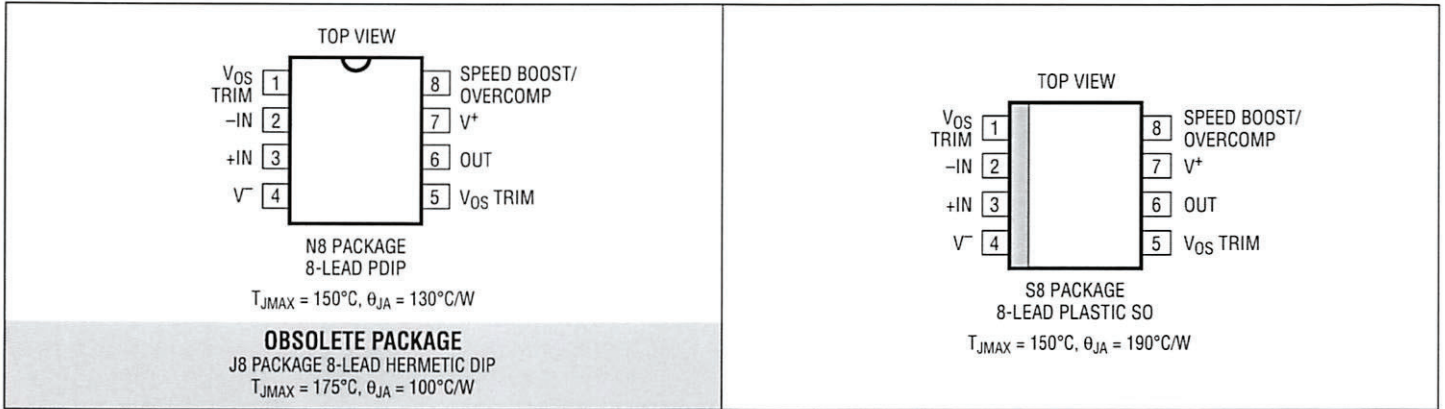 TOP VIEW
V_OS TRIM 1
–IN 2
+IN 3
V⁻ 4
8 SPEED BOOST/ OVERCOMP
7 V⁺
6 OUT
5 V_OS TRIM
N8 PACKAGE
8-LEAD PDIP
T_JMAX = 150°C, θ_JA = 130°C/W
OBSOLETE PACKAGE
J8 PACKAGE 8-LEAD HERMETIC DIP
T_JMAX = 175°C, θ_JA = 100°C/W
TOP VIEW
V_OS TRIM 1
–IN 2
+IN 3
V⁻ 4
8 SPEED BOOST/ OVERCOMP
7 V⁺
6 OUT
5 V_OS TRIM
S8 PACKAGE
8-LEAD PLASTIC SO
T_JMAX = 150°C, θ_JA = 190°C/W